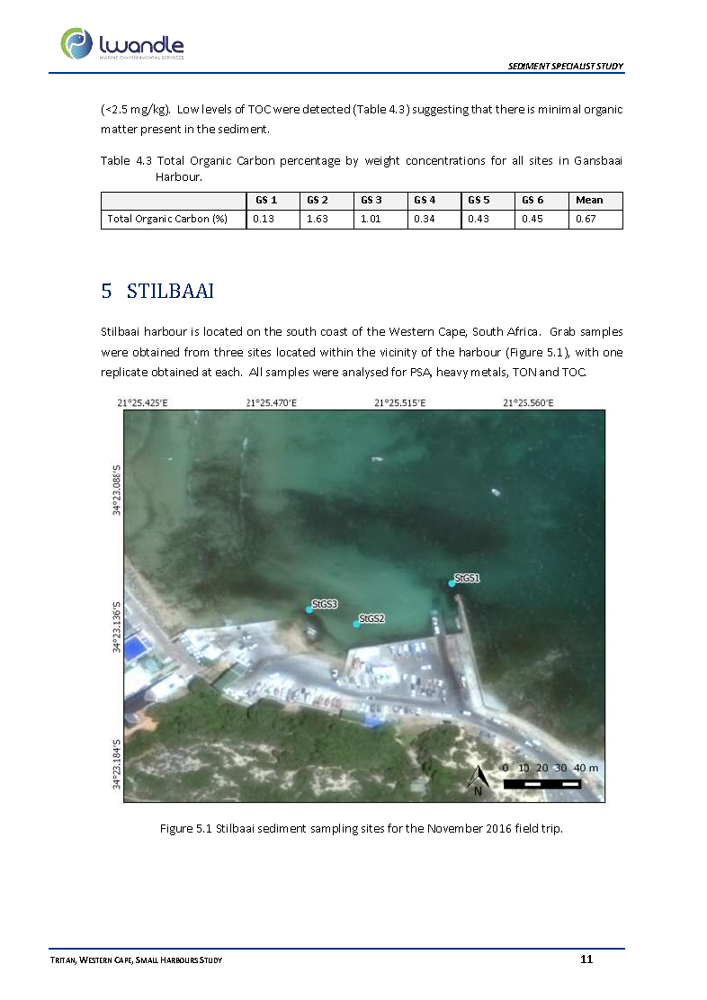 lwandle
MARINE ENVIRONMENTAL SERVICES
SEDIMENT SPECIALIST STUDY
(<2.5 mg/kg). Low levels of TOC were detected (Table 4.3) suggesting that there is minimal organic
matter present in the sediment.
Table 4.3 Total Organic Carbon percentage by weight concentrations for all sites in Gansbaai
Harbour.
GS 1 GS 2 GS 3 GS 4 GS 5 GS 6 Mean
Total Organic Carbon (%) 0.13 1.63 1.01 0.34 0.43 0.45 0.67
5 STILBAAI
Stilbaai harbour is located on the south coast of the Western Cape, South Africa. Grab samples
were obtained from three sites located within the vicinity of the harbour (Figure 5.1), with one
replicate obtained at each. All samples were analysed for PSA, heavy metals, TON and TOC.
21°25.425'E 21°25.470'E 21°25.515'E 21°25.560'E
34°23.088'S
StGS1
StGS3
StGS2
34°23.136'S
34°23.184'S
0 10 20 30 40 m
N
Figure 5.1 Stilbaai sediment sampling sites for the November 2016 field trip.
TRITAN, WESTERN CAPE, SMALL HARBOURS STUDY 11